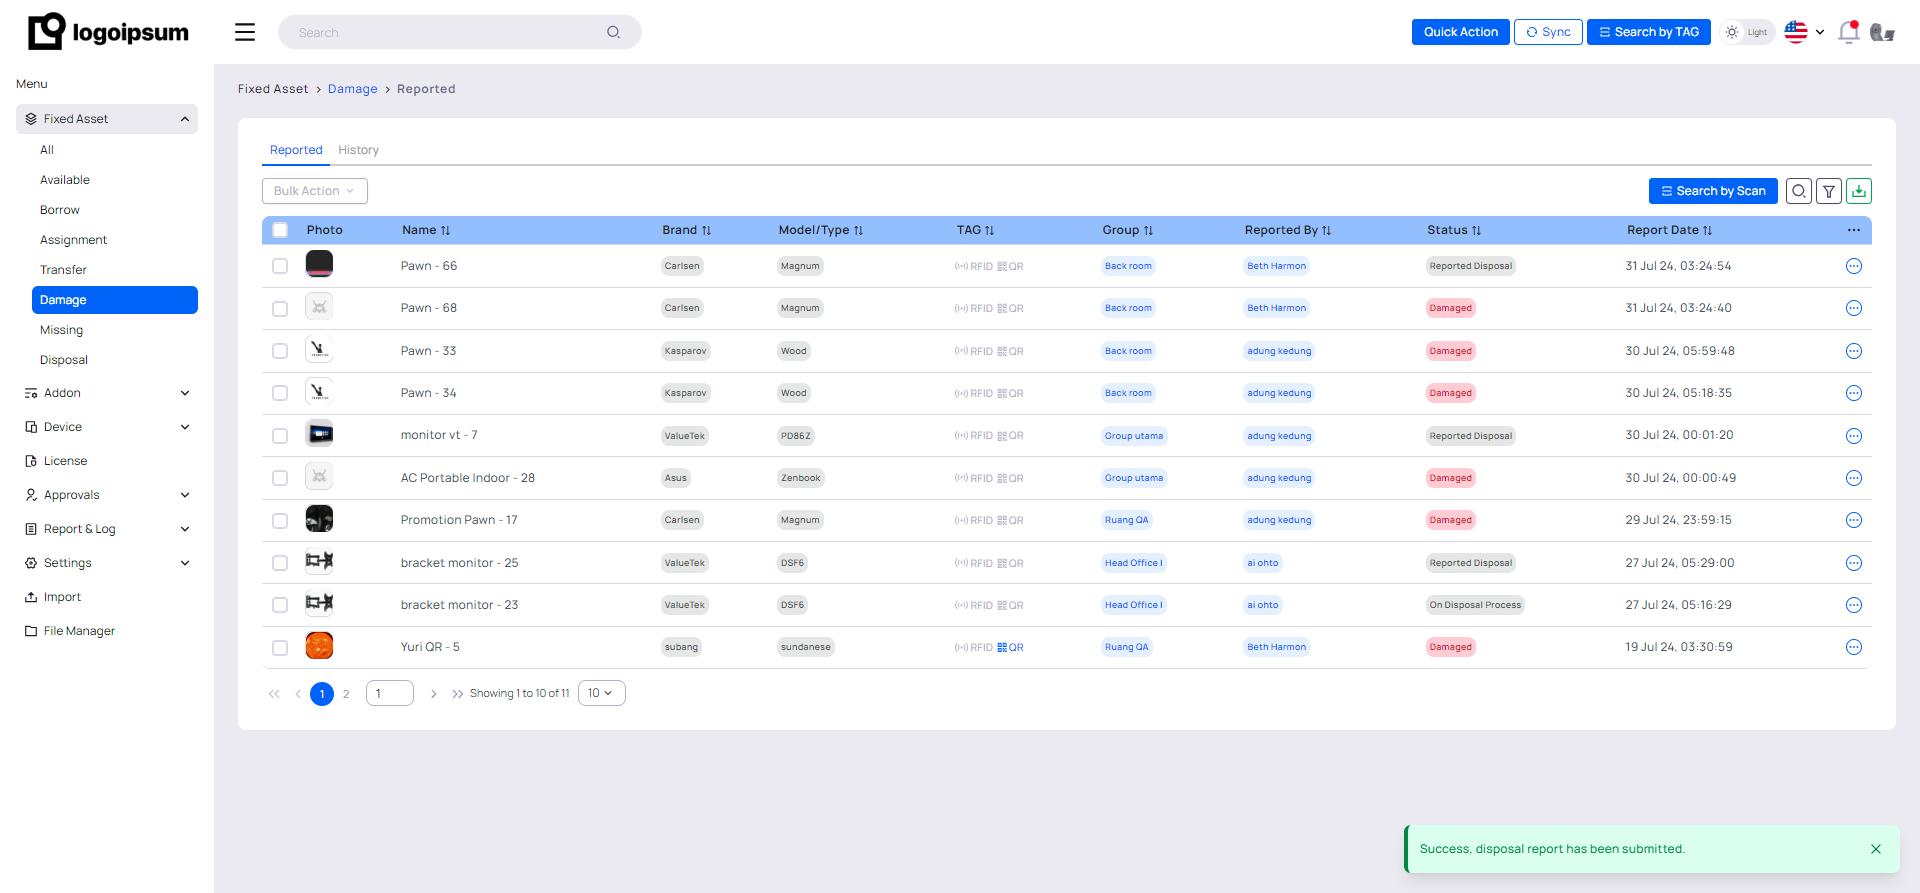 logoipsum
Search
Quick Action
Sync
Search by TAG
Light
Menu
Fixed Asset
All
Available
Borrow
Assignment
Transfer
Damage
Missing
Disposal
Addon
Device
License
Approvals
Report & Log
Settings
Import
File Manager
Fixed Asset > Damage > Reported
Reported History
Bulk Action
Search by Scan
Photo Name Brand Model/Type TAG Group Reported By Status Report Date
Pawn - 66 Carlsen Magnum RFID QR Back room Beth Harmon Reported Disposal 31 Jul 24, 03:24:54
Pawn - 68 Carlsen Magnum RFID QR Back room Beth Harmon Damaged 31 Jul 24, 03:24:40
Pawn - 33 Kasparov Wood RFID QR Back room adung kedung Damaged 30 Jul 24, 05:59:48
Pawn - 34 Kasparov Wood RFID QR Back room adung kedung Damaged 30 Jul 24, 05:18:35
monitor vt - 7 ValueTek PD86Z RFID QR Group utama adung kedung Reported Disposal 30 Jul 24, 00:01:20
AC Portable Indoor - 28 Asus Zenbook RFID QR Group utama adung kedung Damaged 30 Jul 24, 00:00:49
Promotion Pawn - 17 Carlsen Magnum RFID QR Ruang QA adung kedung Damaged 29 Jul 24, 23:59:15
bracket monitor - 25 ValueTek DSF6 RFID QR Head Office I ai ohto Reported Disposal 27 Jul 24, 05:29:00
bracket monitor - 23 ValueTek DSF6 RFID QR Head Office I ai ohto On Disposal Process 27 Jul 24, 05:16:29
Yuri QR - 5 subang sundanese RFID QR Ruang QA Beth Harmon Damaged 19 Jul 24, 03:30:59
1 2 1 Showing 1 to 10 of 11 10
Success, disposal report has been submitted.